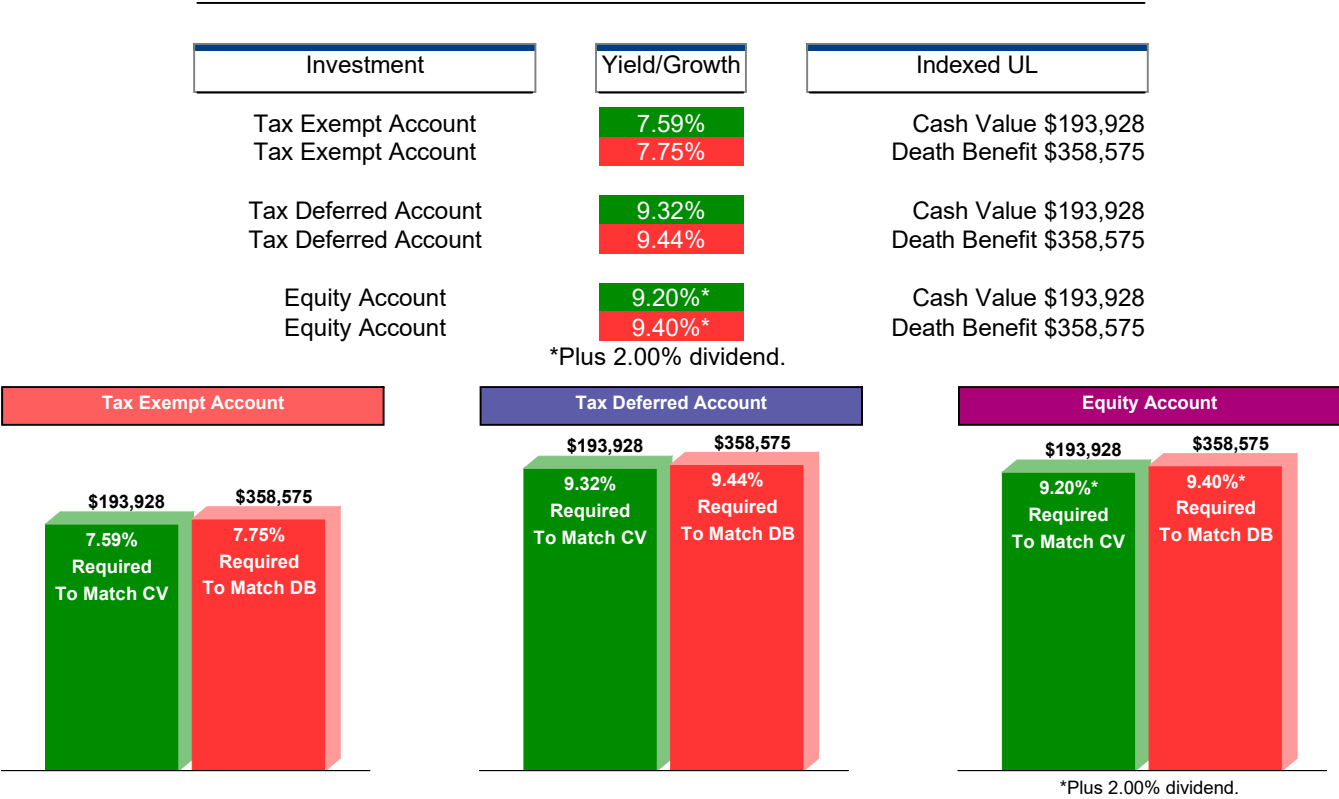 Investment Yield/Growth Indexed UL
Tax Exempt Account 7.59% Cash Value $193,928
Tax Exempt Account 7.75% Death Benefit $358,575
Tax Deferred Account 9.32% Cash Value $193,928
Tax Deferred Account 9.44% Death Benefit $358,575
Equity Account 9.20%* Cash Value $193,928
Equity Account 9.40%* Death Benefit $358,575
*Plus 2.00% dividend.
Tax Exempt Account
$193,928
7.59%
Required
To Match CV
$358,575
7.75%
Required
To Match DB
Tax Deferred Account
$193,928
9.32%
Required
To Match CV
$358,575
9.44%
Required
To Match DB
Equity Account
$193,928
9.20%*
Required
To Match CV
$358,575
9.40%*
Required
To Match DB
*Plus 2.00% dividend.